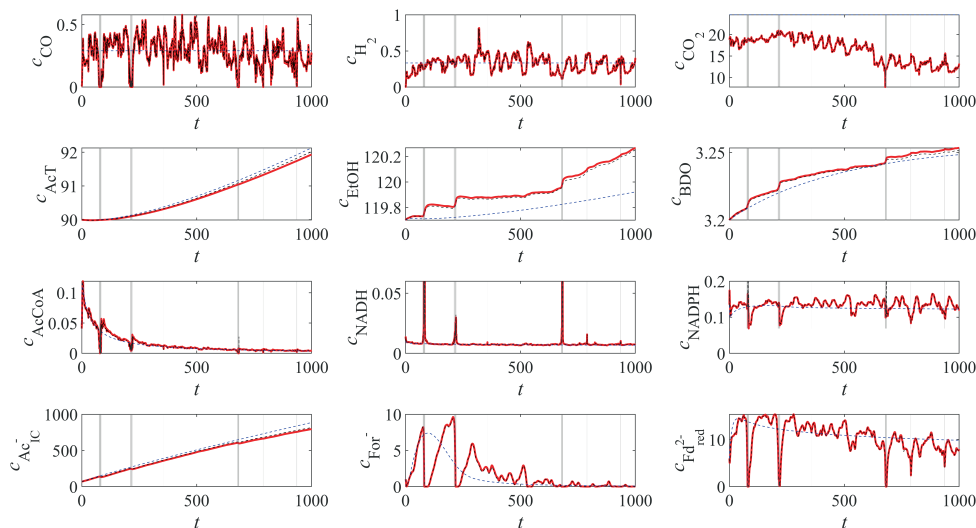 c_CO
0.5
0
0 500 1000
t
c_H2
1
0.5
0
0 500 1000
t
c_CO2
20
15
10
0 500 1000
t
c_AcT
92
91
90
0 500 1000
t
c_EtOH
120.2
120
119.8
0 500 1000
t
c_BDO
3.25
3.2
0 500 1000
t
c_AcCoA
0.1
0.05
0
0 500 1000
t
c_NADH
0.05
0
0 500 1000
t
c_NADPH
0.2
0.1
0
0 500 1000
t
c_Ac-IC
1000
500
0
0 500 1000
t
c_For-
10
5
0
0 500 1000
t
c_Fd2-red
10
5
0
0 500 1000
t